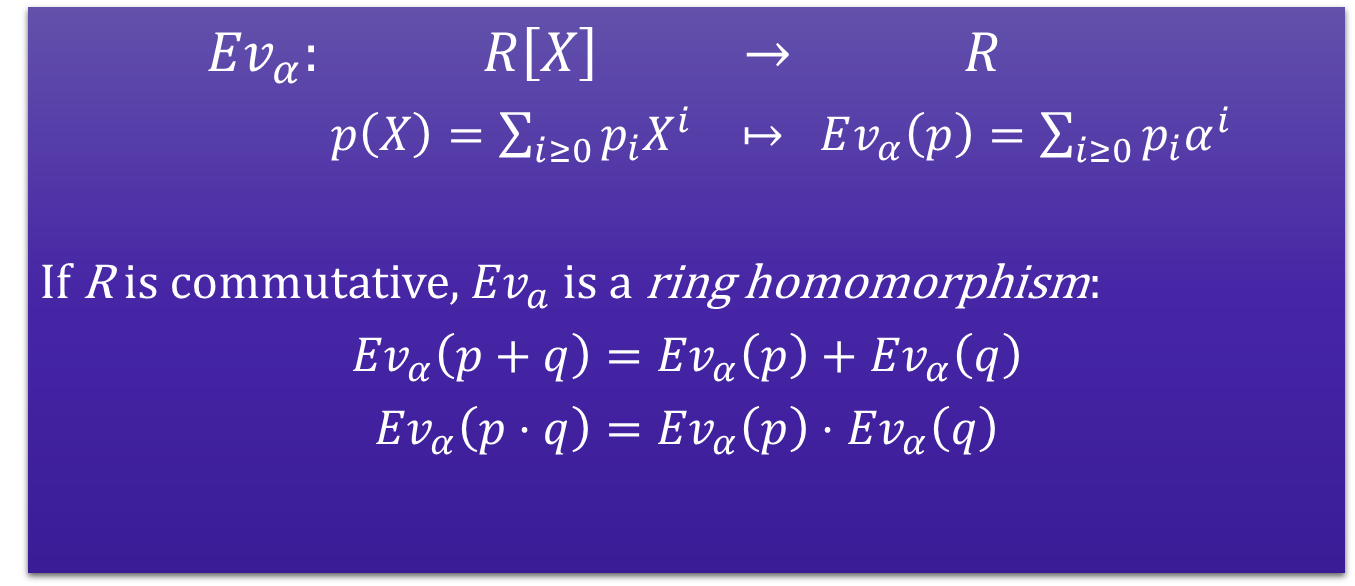 Ev_α: R[X] → R
p(X) = ∑_{i≥0} p_i X^i ↦ Ev_α(p) = ∑_{i≥0} p_i α^i
If R is commutative, Ev_a is a ring homomorphism:
Ev_α(p + q) = Ev_α(p) + Ev_α(q)
Ev_α(p · q) = Ev_α(p) · Ev_α(q)